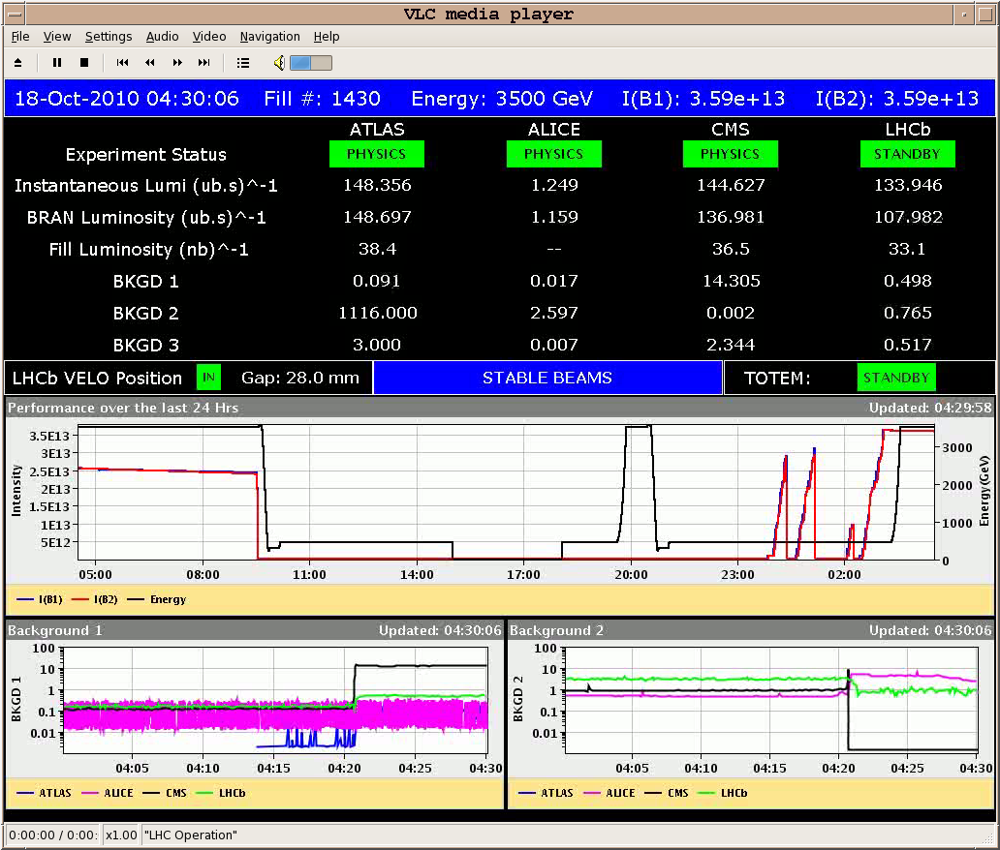 VLC media player
File View Settings Audio Video Navigation Help
18-Oct-2010 04:30:06 Fill #: 1430 Energy: 3500 GeV I(B1): 3.59e+13 I(B2): 3.59e+13
ATLAS ALICE CMS LHCb
Experiment Status PHYSICS PHYSICS PHYSICS STANDBY
Instantaneous Lumi (ub.s)^-1 148.356 1.249 144.627 133.946
BRAN Luminosity (ub.s)^-1 148.697 1.159 136.981 107.982
Fill Luminosity (nb)^-1 38.4 -- 36.5 33.1
BKGD 1 0.091 0.017 14.305 0.498
BKGD 2 1116.000 2.597 0.002 0.765
BKGD 3 3.000 0.007 2.344 0.517
LHCb VELO Position IN Gap: 28.0 mm STABLE BEAMS TOTEM: STANDBY
Performance over the last 24 Hrs Updated: 04:29:58
Intensity
3.5E13
3E13
2.5E13
2E13
1.5E13
1E13
5E12
3000
2000
1000
0
Energy(GeV)
05:00 08:00 11:00 14:00 17:00 20:00 23:00 02:00
I(B1) I(B2) Energy
Background 1 Updated: 04:30:06
BKGD 1
100
10
1
0.1
0.01
04:05 04:10 04:15 04:20 04:25 04:30
ATLAS ALICE CMS LHCb
Background 2 Updated: 04:30:06
BKGD 2
100
10
1
0.1
0.01
04:05 04:10 04:15 04:20 04:25 04:30
ATLAS ALICE CMS LHCb
0:00:00 / 0:00: x1.00 "LHC Operation"